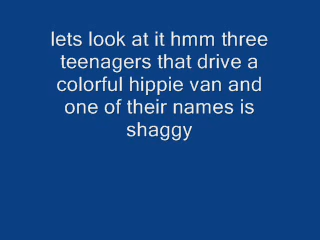 lets look at it hmm three
teenagers that drive a
colorful hippie van and
one of their names is
shaggy